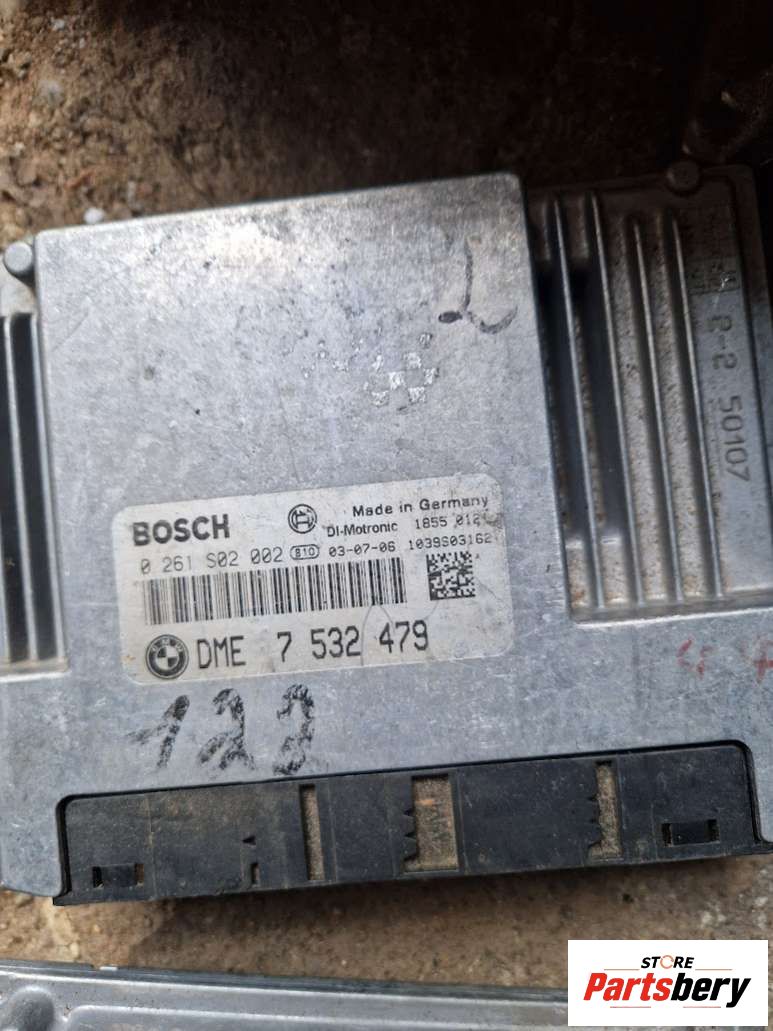 L
2-2 50107
BOSCH
Made in Germany
DI-Motronic 1855 012
0 261 S02 002 810 03-07-06 1039S03162
DME 7 532 479
122
STORE
Partsbery